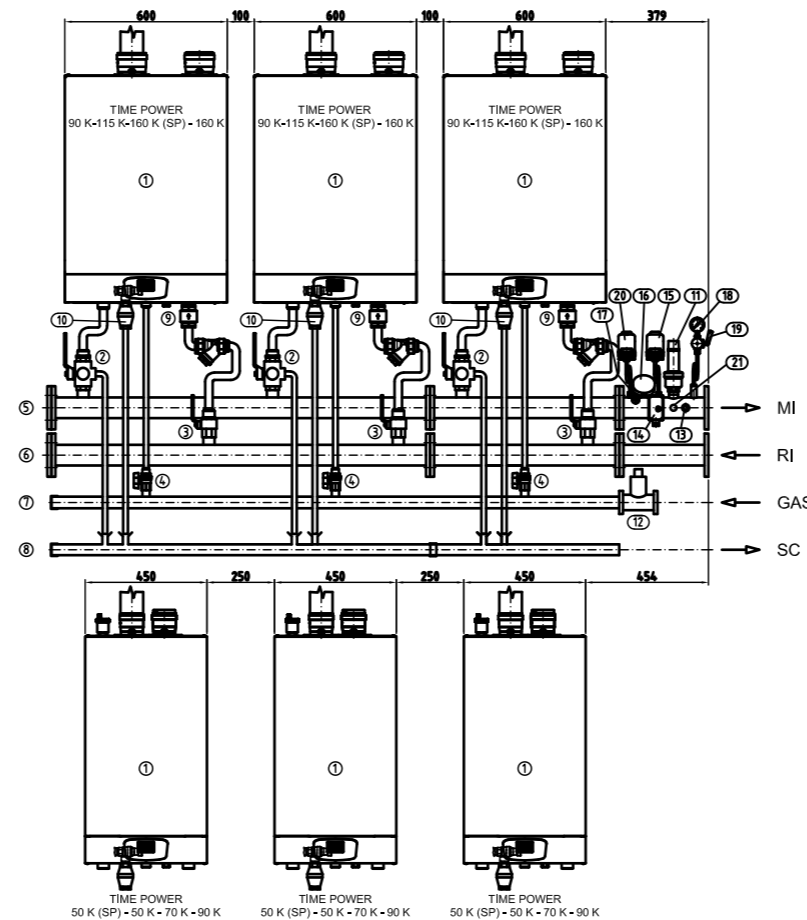 600 100 600 100 600 379
TIME POWER
90 K-115 K-160 K (SP) - 160 K
TIME POWER
90 K-115 K-160 K (SP) - 160 K
TIME POWER
90 K-115 K-160 K (SP) - 160 K
1 1 1
20 16 15 11 18
10 9 10 9 10 9 17 19
2 2 2 21
5 MI
3 3 3 14 13
6 RI
4 4 4
7 GAS
12
8 SC
450 250 450 250 450 454
1 1 1
TIME POWER
50 K (SP) - 50 K - 70 K - 90 K
TIME POWER
50 K (SP) - 50 K - 70 K - 90 K
TIME POWER
50 K (SP) - 50 K - 70 K - 90 K